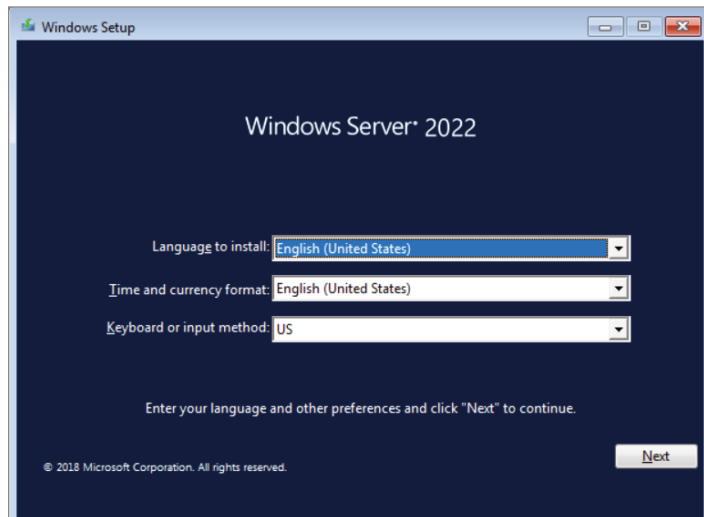 Windows Setup
Windows Server® 2022
Language to install: English (United States)
Time and currency format: English (United States)
Keyboard or input method: US
Enter your language and other preferences and click "Next" to continue.
Next
© 2018 Microsoft Corporation. All rights reserved.